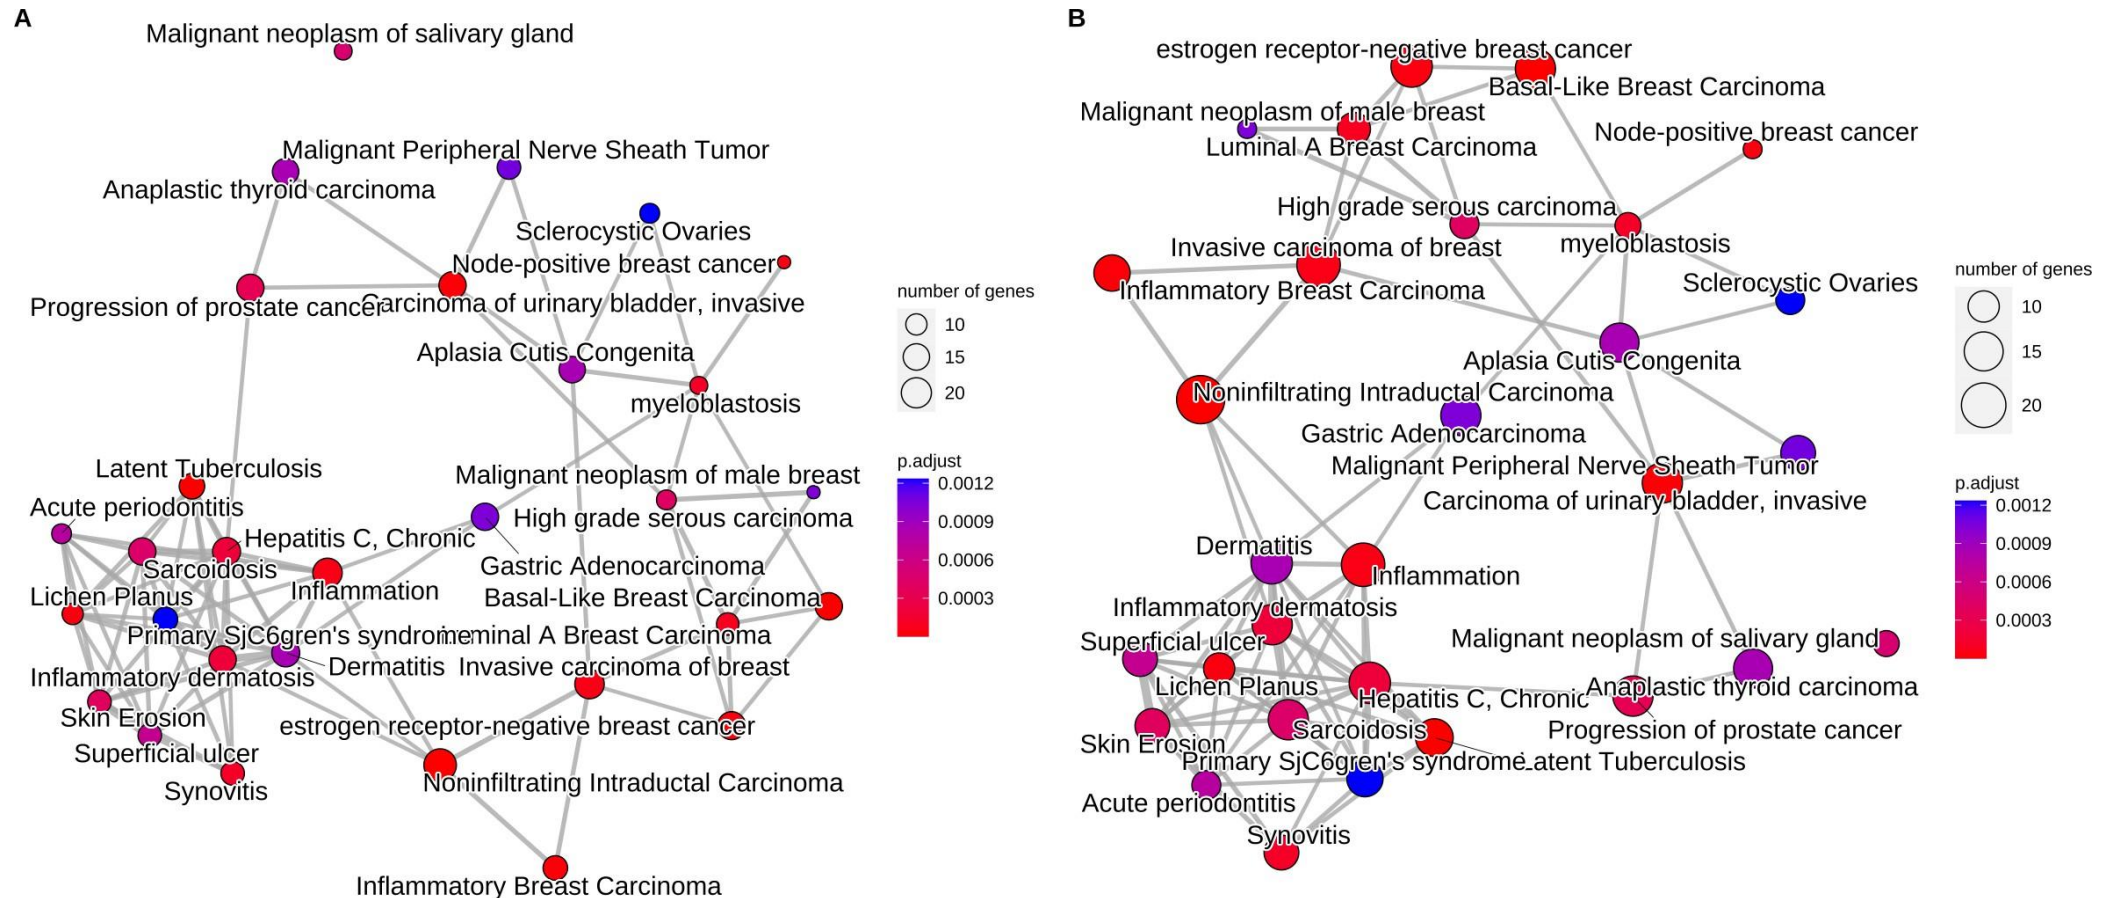 A
Malignant neoplasm of salivary gland
Malignant Peripheral Nerve Sheath Tumor
Anaplastic thyroid carcinoma
Sclerocystic Ovaries
Node-positive breast cancer
Progression of prostate cancer
Carcinoma of urinary bladder, invasive
Aplasia Cutis Congenita
myeloblastosis
Latent Tuberculosis
Malignant neoplasm of male breast
Acute periodontitis
High grade serous carcinoma
Hepatitis C, Chronic
Sarcoidosis
Gastric Adenocarcinoma
Inflammation
Lichen Planus
Basal-Like Breast Carcinoma
Primary SjC6gren's syndrome
Luminal A Breast Carcinoma
Dermatitis
Invasive carcinoma of breast
Inflammatory dermatosis
Skin Erosion
estrogen receptor-negative breast cancer
Superficial ulcer
Synovitis
Noninfiltrating Intraductal Carcinoma
Inflammatory Breast Carcinoma
number of genes
10
15
20
p.adjust
0.0012
0.0009
0.0006
0.0003
B
estrogen receptor-negative breast cancer
Basal-Like Breast Carcinoma
Malignant neoplasm of male breast
Node-positive breast cancer
Luminal A Breast Carcinoma
High grade serous carcinoma
Invasive carcinoma of breast
myeloblastosis
Sclerocystic Ovaries
Inflammatory Breast Carcinoma
Aplasia Cutis Congenita
Noninfiltrating Intraductal Carcinoma
Gastric Adenocarcinoma
Malignant Peripheral Nerve Sheath Tumor
Carcinoma of urinary bladder, invasive
Dermatitis
Inflammation
Inflammatory dermatosis
Superficial ulcer
Malignant neoplasm of salivary gland
Lichen Planus
Anaplastic thyroid carcinoma
Hepatitis C, Chronic
Sarcoidosis
Progression of prostate cancer
Skin Erosion
Primary SjC6gren's syndrome
Latent Tuberculosis
Acute periodontitis
Synovitis
number of genes
10
15
20
p.adjust
0.0012
0.0009
0.0006
0.0003